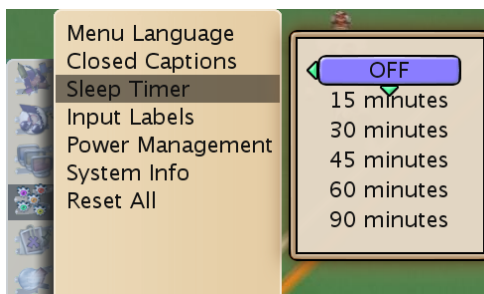 Menu Language
Closed Captions
Sleep Timer
Input Labels
Power Management
System Info
Reset All
OFF
15 minutes
30 minutes
45 minutes
60 minutes
90 minutes